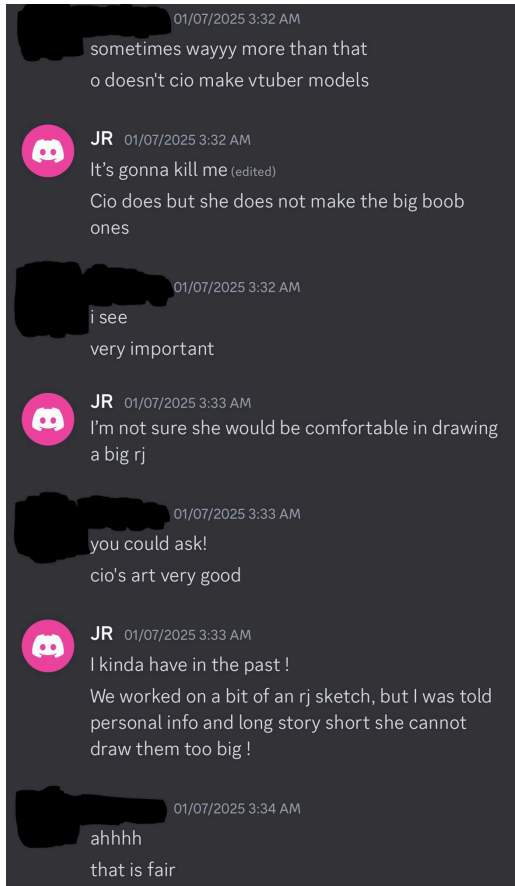 01/07/2025 3:32 AM
sometimes wayyy more than that
o doesn't cio make vtuber models
JR 01/07/2025 3:32 AM
It’s gonna kill me (edited)
Cio does but she does not make the big boob
ones
01/07/2025 3:32 AM
i see
very important
JR 01/07/2025 3:33 AM
I’m not sure she would be comfortable in drawing
a big rj
01/07/2025 3:33 AM
you could ask!
cio's art very good
JR 01/07/2025 3:33 AM
I kinda have in the past !
We worked on a bit of an rj sketch, but I was told
personal info and long story short she cannot
draw them too big !
01/07/2025 3:34 AM
ahhhh
that is fair